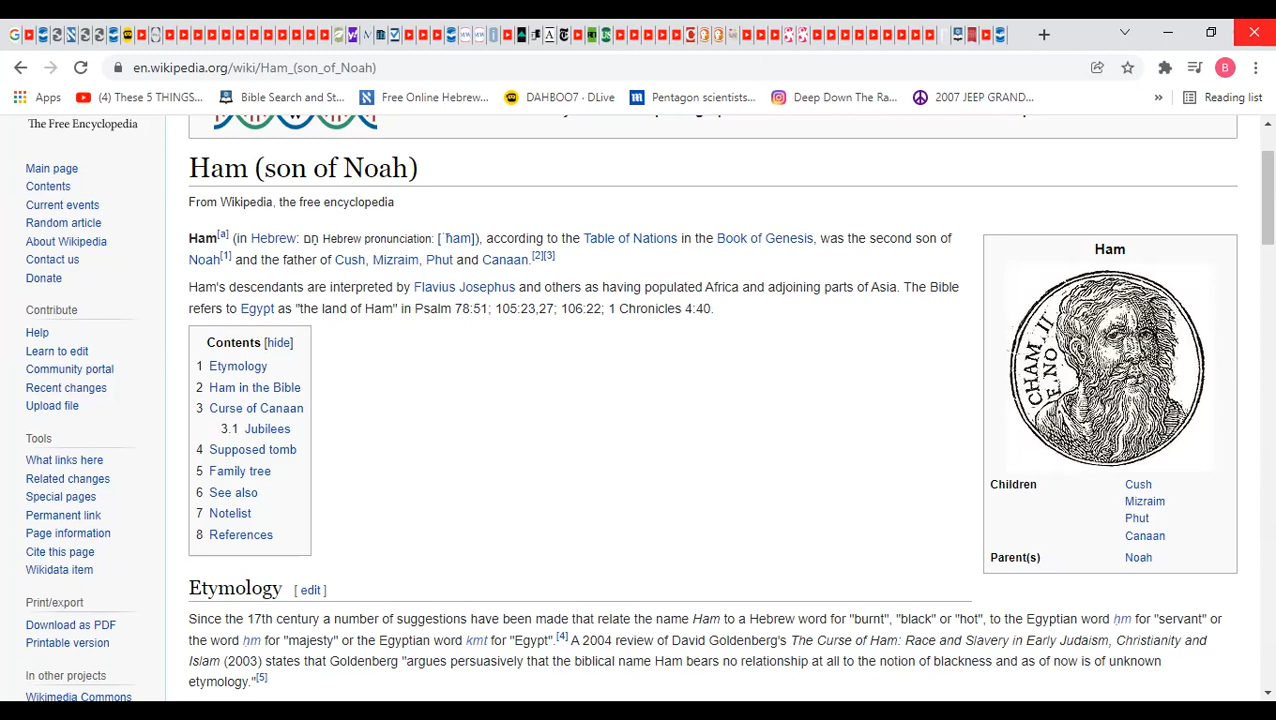 en.wikipedia.org/wiki/Ham_(son_of_Noah)
B
Apps
(4) These 5 THINGS...
Bible Search and St...
Free Online Hebrew...
DAHBOO7 - DLive
Pentagon scientists...
Deep Down The Ra...
2007 JEEP GRAND...
»
Reading list
The Free Encyclopedia
Main page
Contents
Current events
Random article
About Wikipedia
Contact us
Donate
Contribute
Help
Learn to edit
Community portal
Recent changes
Upload file
Tools
What links here
Related changes
Special pages
Permanent link
Page information
Cite this page
Wikidata item
Print/export
Download as PDF
Printable version
In other projects
Wikimedia Commons
Ham (son of Noah)
From Wikipedia, the free encyclopedia
Ham[a] (in Hebrew: חָם Hebrew pronunciation: [ˈħam]), according to the Table of Nations in the Book of Genesis, was the second son of
Noah[1] and the father of Cush, Mizraim, Phut and Canaan.[2][3]
Ham's descendants are interpreted by Flavius Josephus and others as having populated Africa and adjoining parts of Asia. The Bible
refers to Egypt as "the land of Ham" in Psalm 78:51; 105:23,27; 106:22; 1 Chronicles 4:40.
Contents [hide]
1 Etymology
2 Ham in the Bible
3 Curse of Canaan
3.1 Jubilees
4 Supposed tomb
5 Family tree
6 See also
7 Notelist
8 References
Ham
CHAM II
E. NO
Children
Cush
Mizraim
Phut
Canaan
Parent(s)
Noah
Etymology [ edit ]
Since the 17th century a number of suggestions have been made that relate the name Ham to a Hebrew word for "burnt", "black" or "hot", to the Egyptian word ḥm for "servant" or
the word ḥm for "majesty" or the Egyptian word kmt for "Egypt".[4] A 2004 review of David Goldenberg's The Curse of Ham: Race and Slavery in Early Judaism, Christianity and
Islam (2003) states that Goldenberg "argues persuasively that the biblical name Ham bears no relationship at all to the notion of blackness and as of now is of unknown
etymology."[5]